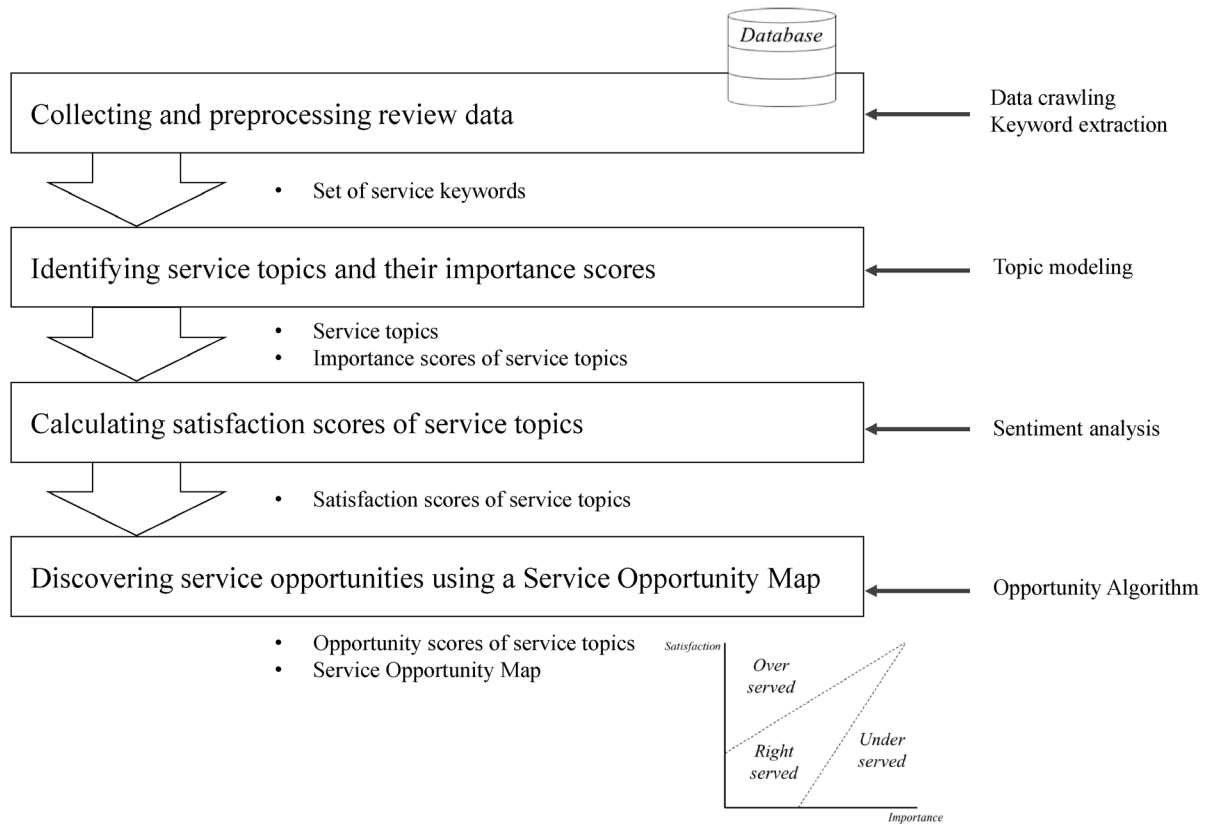 Database
Collecting and preprocessing review data
Data crawling
Keyword extraction
• Set of service keywords
Identifying service topics and their importance scores
Topic modeling
• Service topics
• Importance scores of service topics
Calculating satisfaction scores of service topics
Sentiment analysis
• Satisfaction scores of service topics
Discovering service opportunities using a Service Opportunity Map
Opportunity Algorithm
• Opportunity scores of service topics
• Service Opportunity Map
Satisfaction
Over
served
Right
served
Under
served
Importance